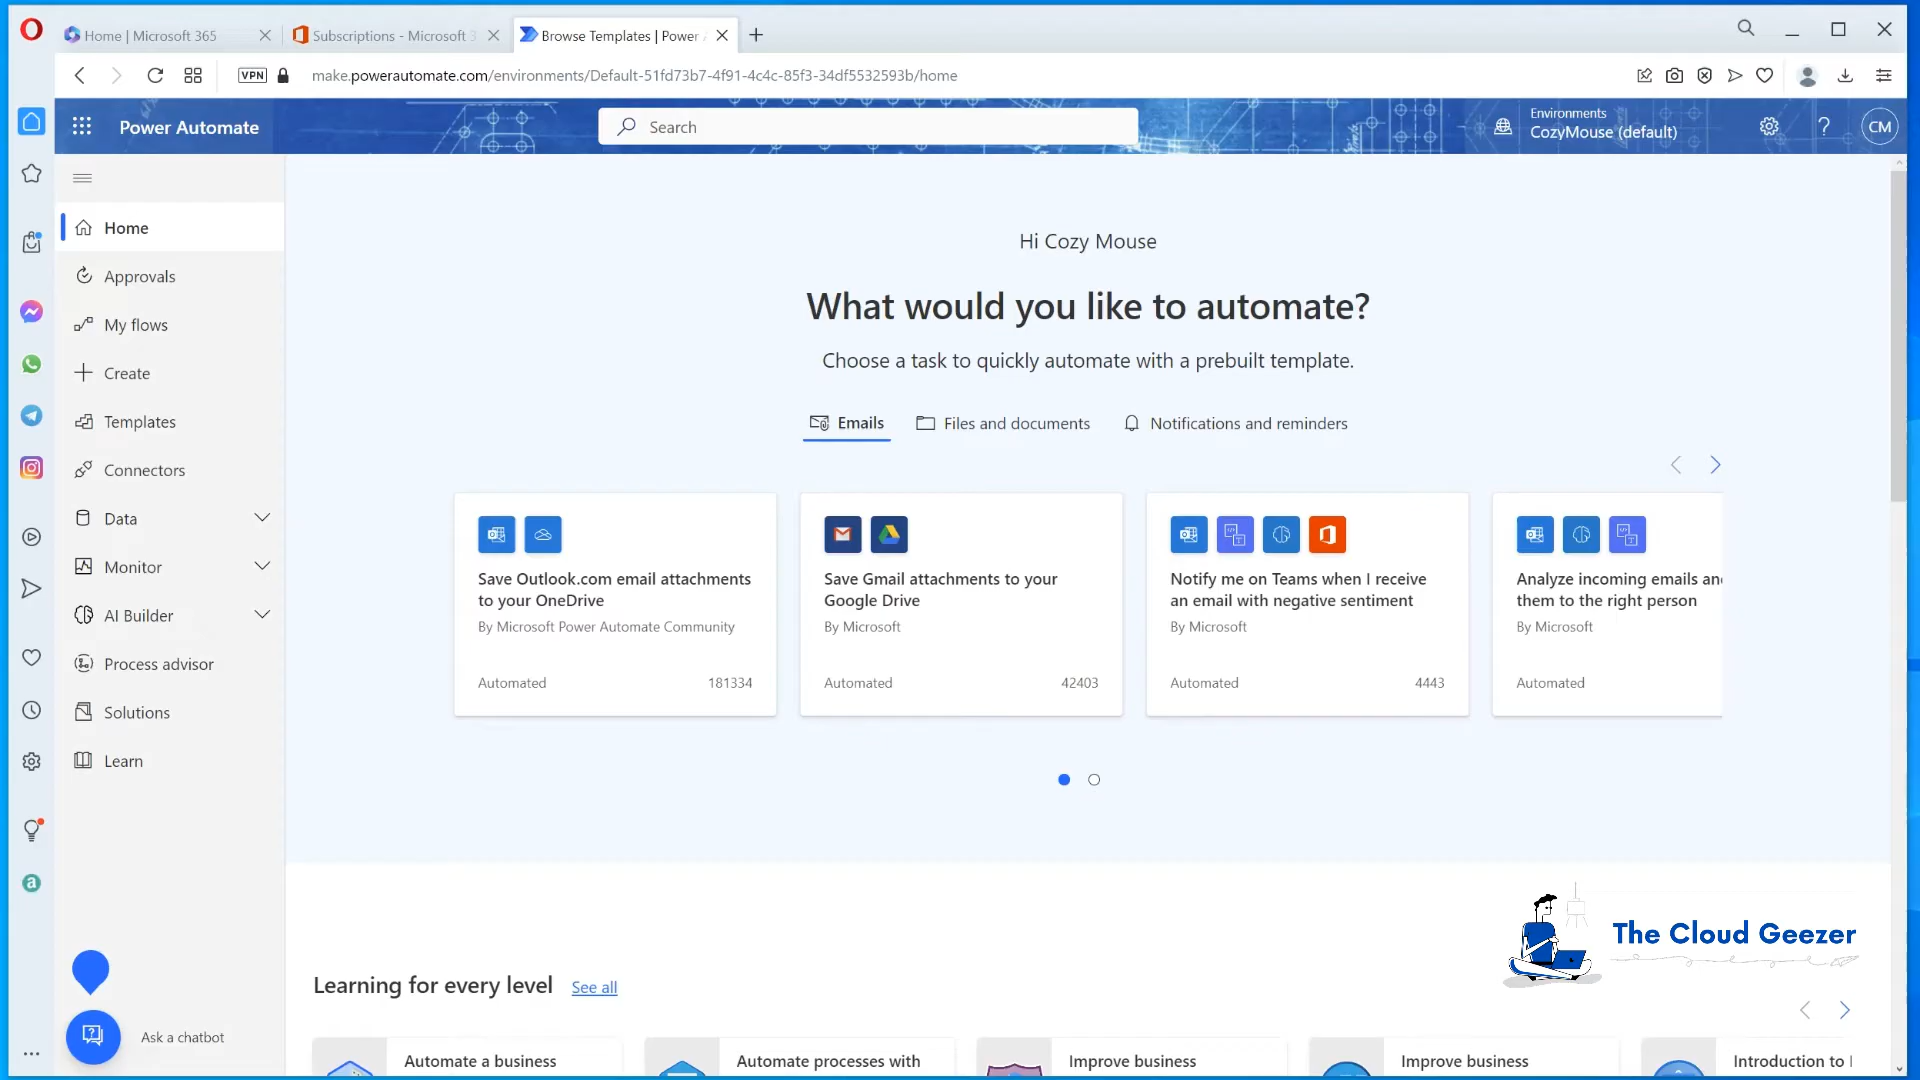 Home | Microsoft 365
Subscriptions - Microsoft 3
Browse Templates | Power A
VPN
make.powerautomate.com/environments/Default-51fd73b7-4f91-4c4c-85f3-34df5532593b/home
Power Automate
Search
Environments
CozyMouse (default)
?
CM
Home
Approvals
My flows
Create
Templates
Connectors
Data
Monitor
AI Builder
Process advisor
Solutions
Learn
Ask a chatbot
Hi Cozy Mouse
What would you like to automate?
Choose a task to quickly automate with a prebuilt template.
Emails
Files and documents
Notifications and reminders
Save Outlook.com email attachments
to your OneDrive
By Microsoft Power Automate Community
Automated 181334
Save Gmail attachments to your
Google Drive
By Microsoft
Automated 42403
Notify me on Teams when I receive
an email with negative sentiment
By Microsoft
Automated 4443
Analyze incoming emails and
them to the right person
By Microsoft
Automated
The Cloud Geezer
Learning for every level
See all
Automate a business
Automate processes with
Improve business
Improve business
Introduction to